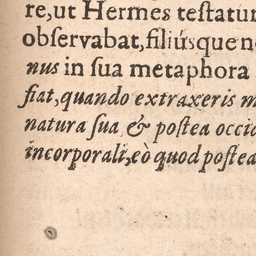 re,ut Hermes teſtatur
obſervabat,filiúsque n
nus in ſua metaphora
fiat,quando extraxeris m
natura ſua & poſtea occi
incorporali,eò quod poſtea